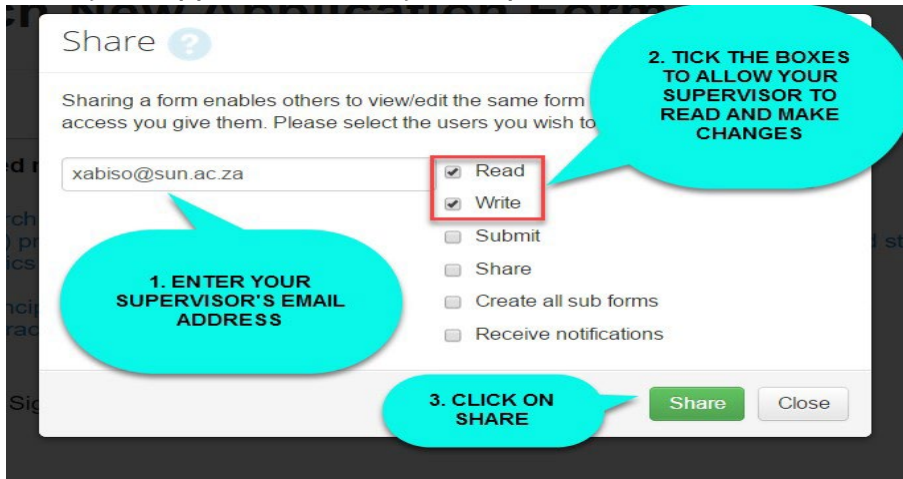 Share ?
2. TICK THE BOXES
TO ALLOW YOUR
SUPERVISOR TO
READ AND MAKE
CHANGES
Sharing a form enables others to view/edit the same form
access you give them. Please select the users you wish to
xabiso@sun.ac.za
Read
Write
Submit
Share
Create all sub forms
Receive notifications
1. ENTER YOUR
SUPERVISOR'S EMAIL
ADDRESS
3. CLICK ON
SHARE
Share
Close